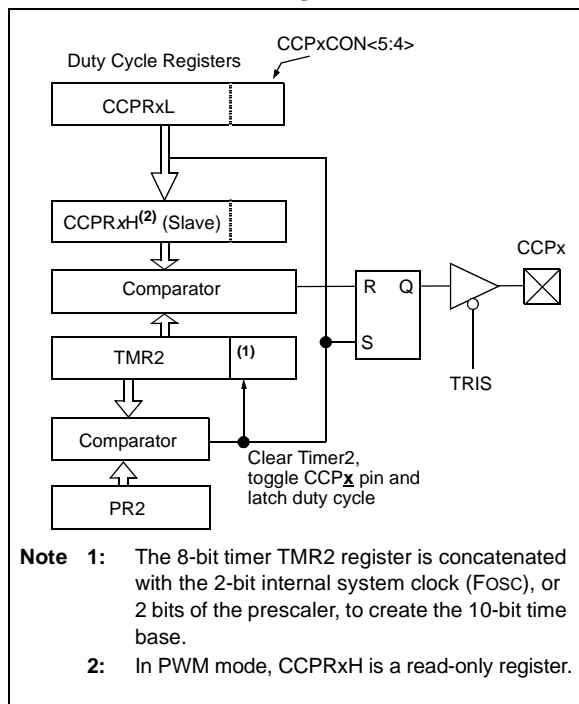 CCPxCON<5:4>
Duty Cycle Registers
CCPRxL
CCPRxH(2) (Slave)
CCPx
Comparator
R Q
TMR2
(1)
S
TRIS
Comparator
Clear Timer2,
toggle CCPx pin and
latch duty cycle
PR2
Note 1: The 8-bit timer TMR2 register is concatenated
with the 2-bit internal system clock (FOSC), or
2 bits of the prescaler, to create the 10-bit time
base.
2: In PWM mode, CCPRxH is a read-only register.